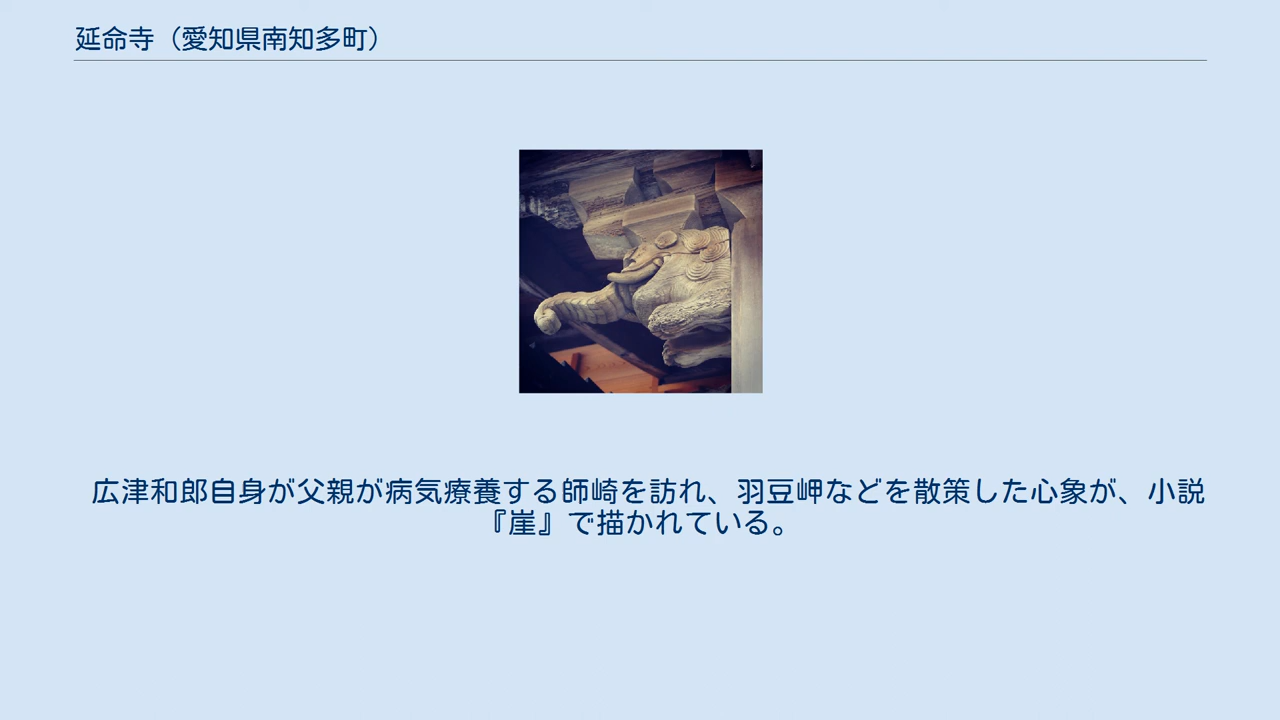 延命寺（愛知県南知多町）
広津和郎自身が父親が病気療養する師崎を訪れ、羽豆岬などを散策した心象が、小説
『崖』で描かれている。